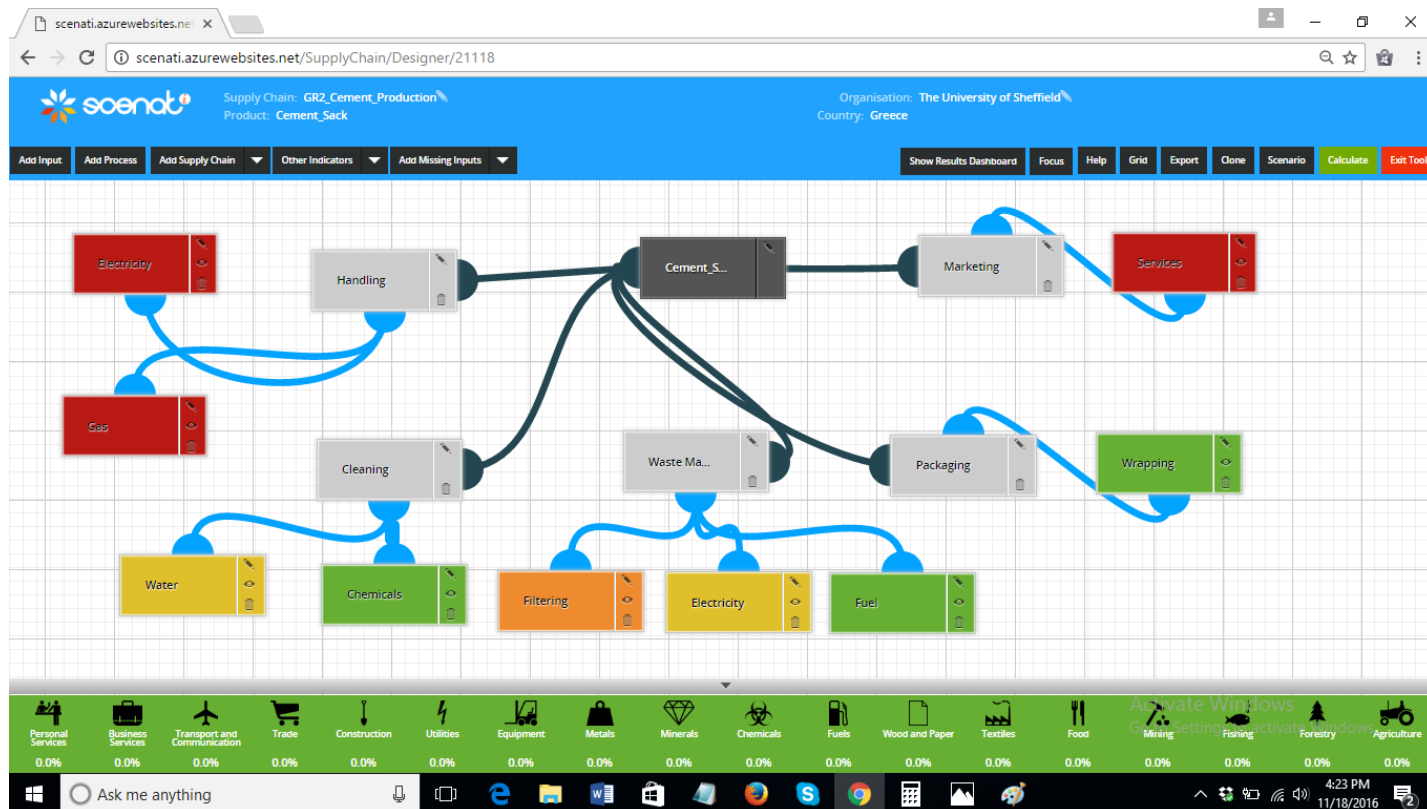 scenati.azurewebsites.ne
scenati.azurewebsites.net/SupplyChain/Designer/21118
scenati
Supply Chain: GR2_Cement_Production
Product: Cement_Sack
Organisation: The University of Sheffield
Country: Greece
Add Input Add Process Add Supply Chain Other Indicators Add Missing Inputs Show Results Dashboard Focus Help Grid Export Clone Scenario Calculate Exit Tool
Electricity
Handling
Cement_S...
Marketing
Services
Gas
Cleaning
Waste Ma...
Packaging
Wrapping
Water
Chemicals
Filtering
Electricity
Fuel
Activate Windows
Personal Services
Business Services
Transport and Communication
Trade
Construction
Utilities
Equipment
Metals
Minerals
Chemicals
Fuels
Wood and Paper
Textiles
Food
Mining
Fishing
Forestry
Agriculture
0.0% 0.0% 0.0% 0.0% 0.0% 0.0% 0.0% 0.0% 0.0% 0.0% 0.0% 0.0% 0.0% 0.0% 0.0% 0.0% 0.0% 0.0%
Ask me anything
4:23 PM
11/18/2016